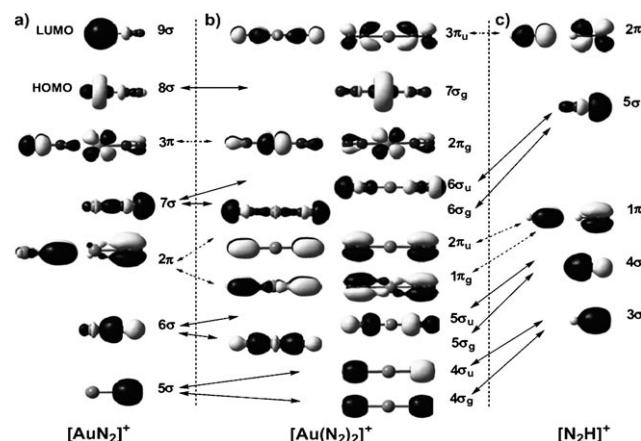 a)
LUMO
9σ
HOMO
8σ
3π
7σ
2π
6σ
5σ
[AuN₂]⁺
b)
3πᵤ
7σg
2πg
6σᵤ
6σg
2πᵤ
1πg
5σᵤ
5σg
4σᵤ
4σg
[Au(N₂)₂]⁺
c)
2π
5σ
1π
4σ
3σ
[N₂H]⁺